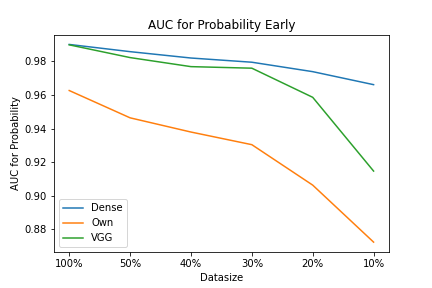 AUC for Probability Early
AUC for Probability
0.98
0.96
0.94
0.92
0.90
0.88
Dense
Own
VGG
100% 50% 40% 30% 20% 10%
Datasize